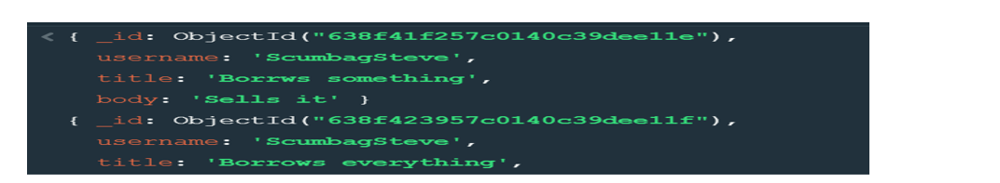 < { _id: ObjectId("638f41f257c0140c39dee11e"),
username: 'ScumbagSteve',
title: 'Borrws something',
body: 'Sells it' }
{ _id: ObjectId("638f423957c0140c39dee11f"),
username: 'ScumbagSteve',
title: 'Borrows everything',